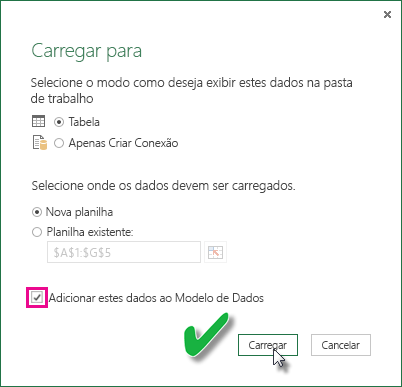 Carregar para
Selecione o modo como deseja exibir estes dados na pasta
de trabalho
Tabela
Apenas Criar Conexão
Selecione onde os dados devem ser carregados.
Nova planilha
Planilha existente:
$A$1:$G$5
Adicionar estes dados ao Modelo de Dados
Carregar
Cancelar